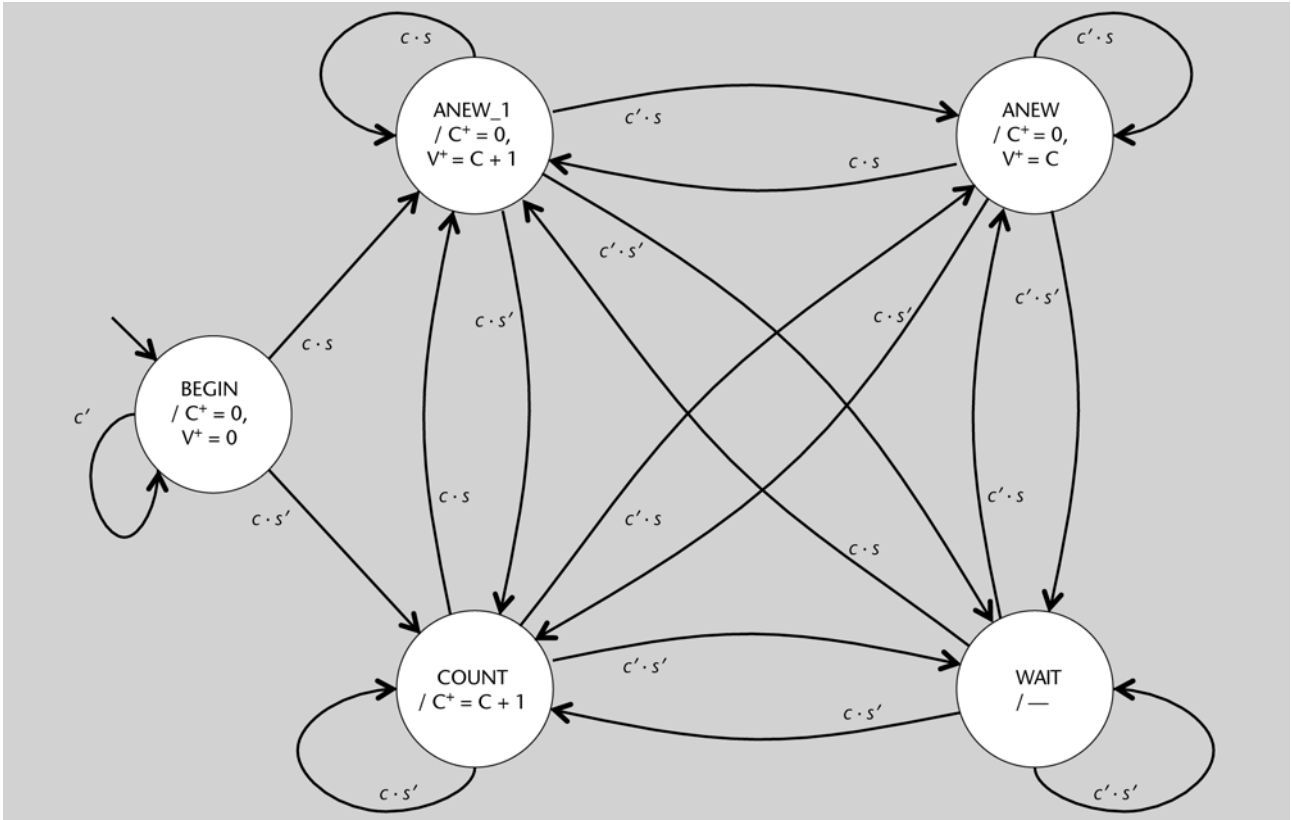 c · s
c′ · s
ANEW_1
/ C⁺ = 0,
V⁺ = C + 1
ANEW
/ C⁺ = 0,
V⁺ = C
c′ · s
c · s
c′ · s′
c · s′
c · s′
c′ · s′
c · s
BEGIN
/ C⁺ = 0,
V⁺ = 0
c′
c · s′
c · s
c′ · s
c · s
c′ · s
COUNT
/ C⁺ = C + 1
c′ · s′
c · s′
WAIT
/ —
c · s′
c′ · s′